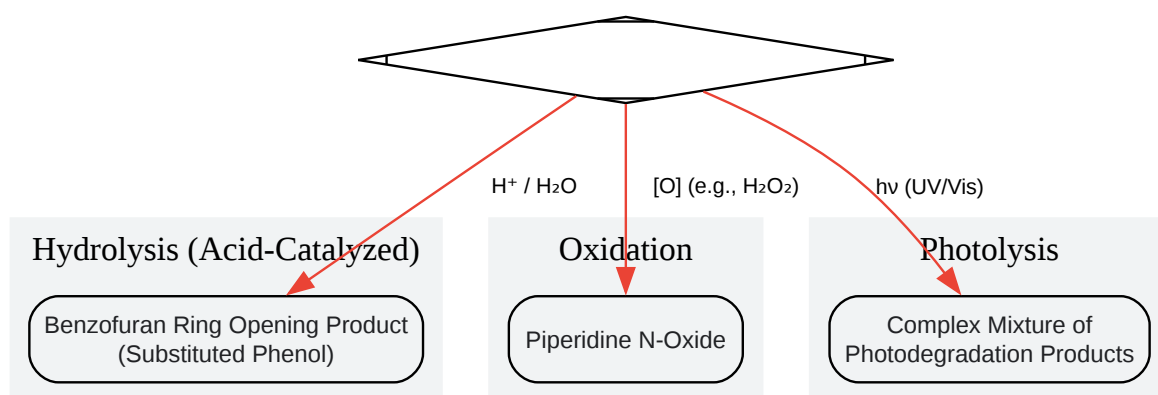 H⁺ / H₂O
[O] (e.g., H₂O₂)
hν (UV/Vis)
Hydrolysis (Acid-Catalyzed)
Oxidation
Photolysis
Benzofuran Ring Opening Product
(Substituted Phenol)
Piperidine N-Oxide
Complex Mixture of
Photodegradation Products